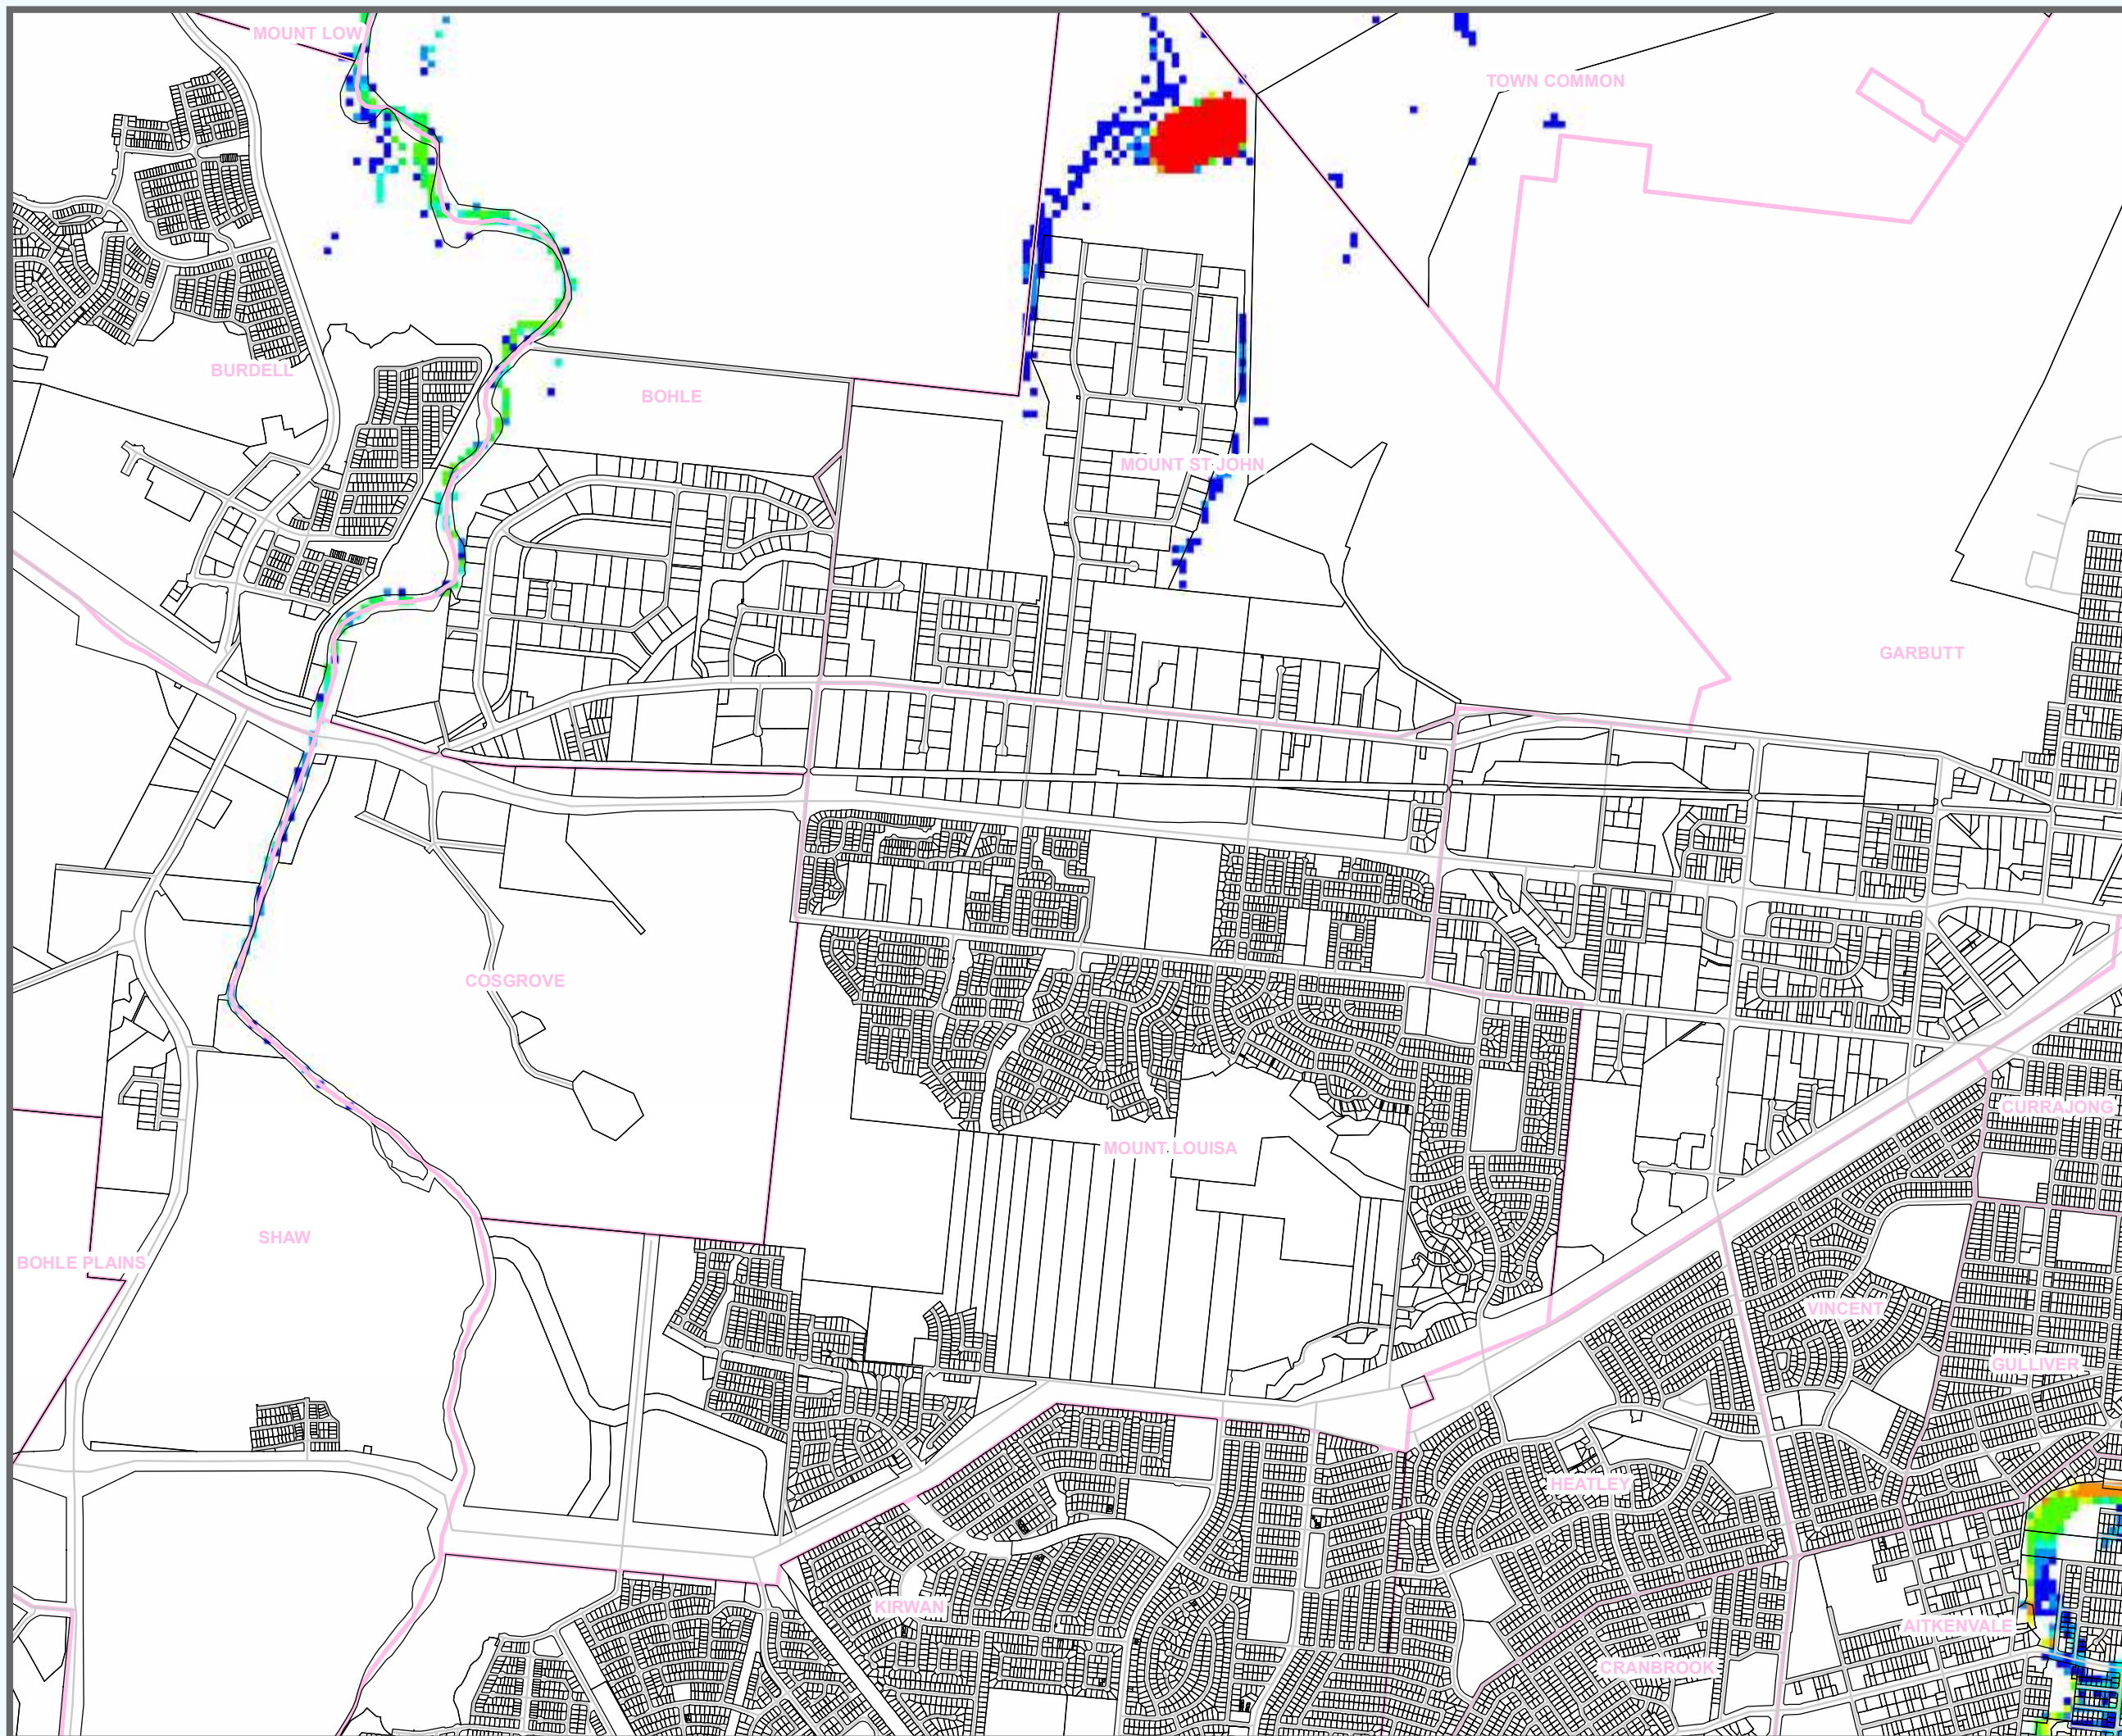 MOUNT LOW
TOWN COMMON
BURDELL
BOHLE
MOUNT ST JOHN
GARBUTT
COSGROVE
CURRAJONG
MOUNT LOUISA
SHAW
BOHLE PLAINS
VINCENT
GULLIVER
HEATLEY
KIRWAN
AITKENVALE
CRANBROOK